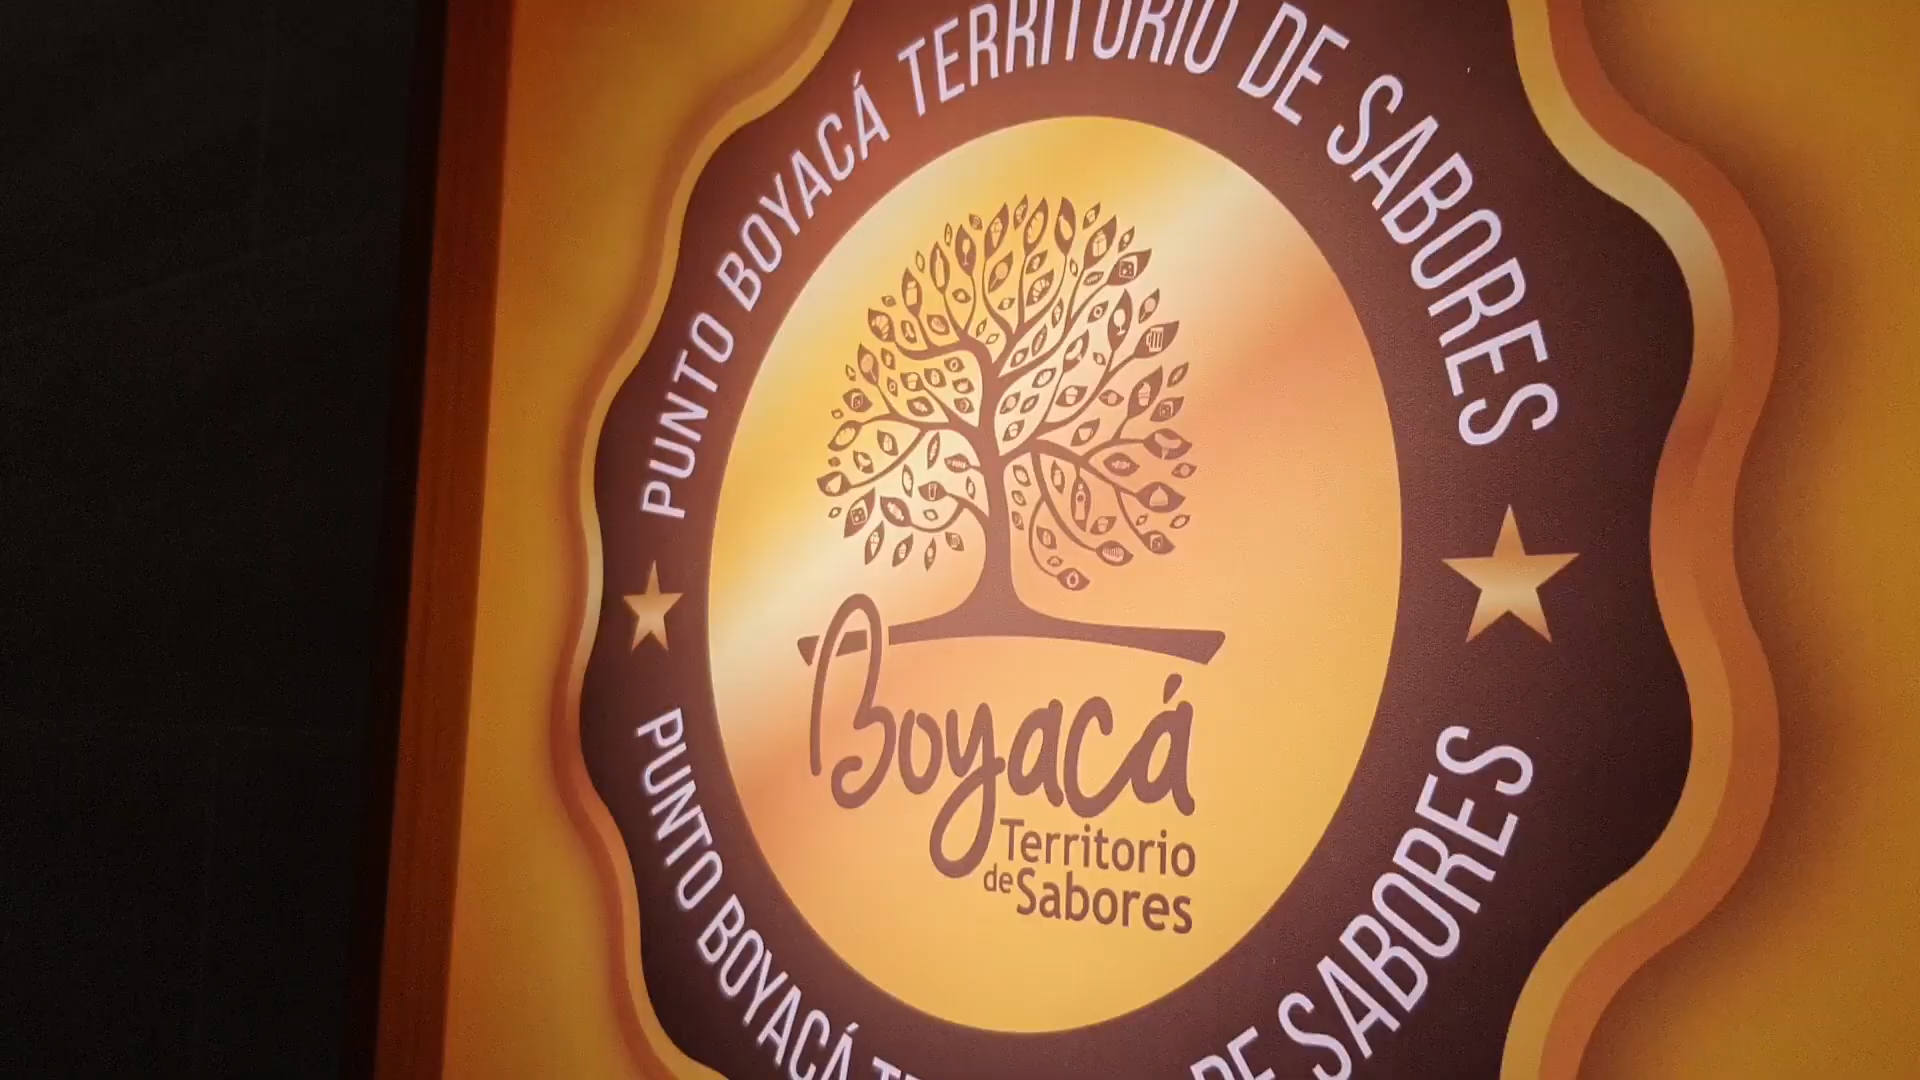 PUNTO BOYACÁ TERRITORIO DE SABORES
Boyacá
Territorio
de Sabores
PUNTO BOYACÁ
DE SABORES